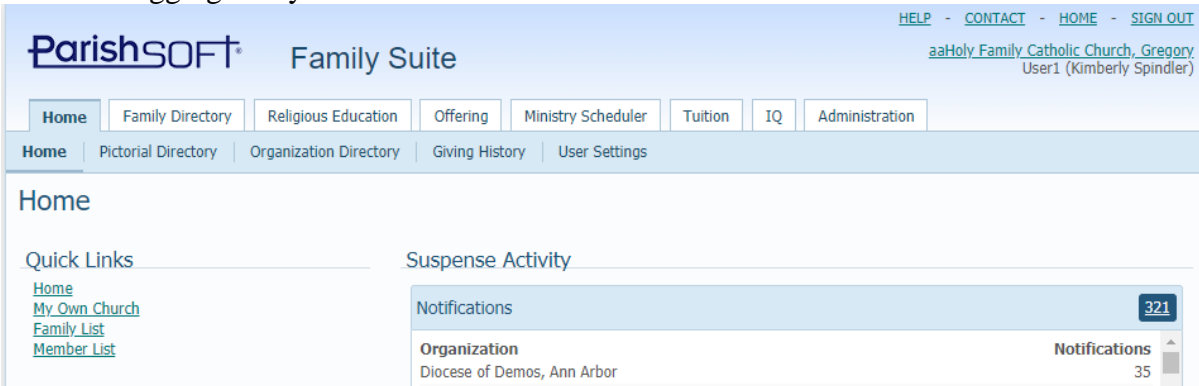 HELP - CONTACT - HOME - SIGN OUT
ParishSOFT Family Suite
aaHoly Family Catholic Church, Gregory
User1 (Kimberly Spindler)
Home Family Directory Religious Education Offering Ministry Scheduler Tuition IQ Administration
Home Pictorial Directory Organization Directory Giving History User Settings
Home
Quick Links
Home
My Own Church
Family List
Member List
Suspense Activity
Notifications 321
Organization Notifications
Diocese of Demos, Ann Arbor 35